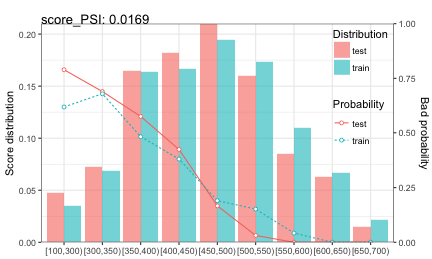 score_PSI: 0.0169
Score distribution
0.20
0.15
0.10
0.05
0.00
1.00
0.75
0.50
0.25
0.00
Bad probability
Distribution
test
train
Probability
test
train
[100,300) [300,350) [350,400) [400,450) [450,500) [500,550) [550,600) [600,650) [650,700)